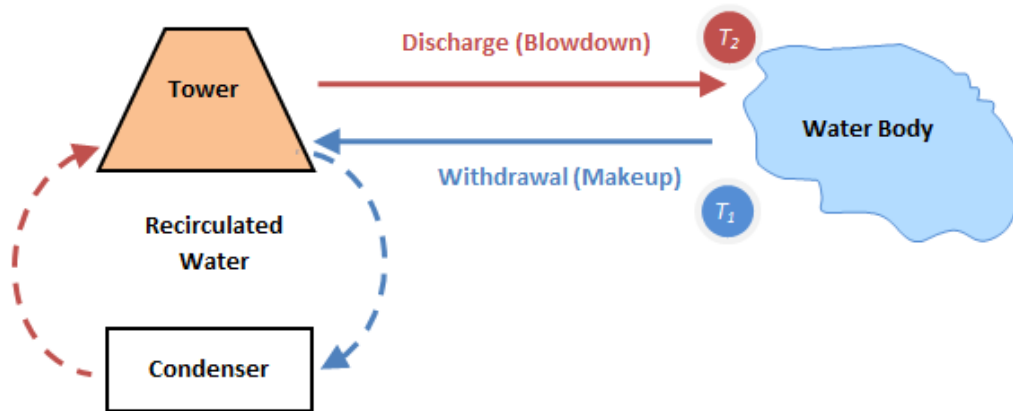 Discharge (Blowdown)
T2
Tower
Water Body
Withdrawal (Makeup)
T1
Recirculated
Water
Condenser